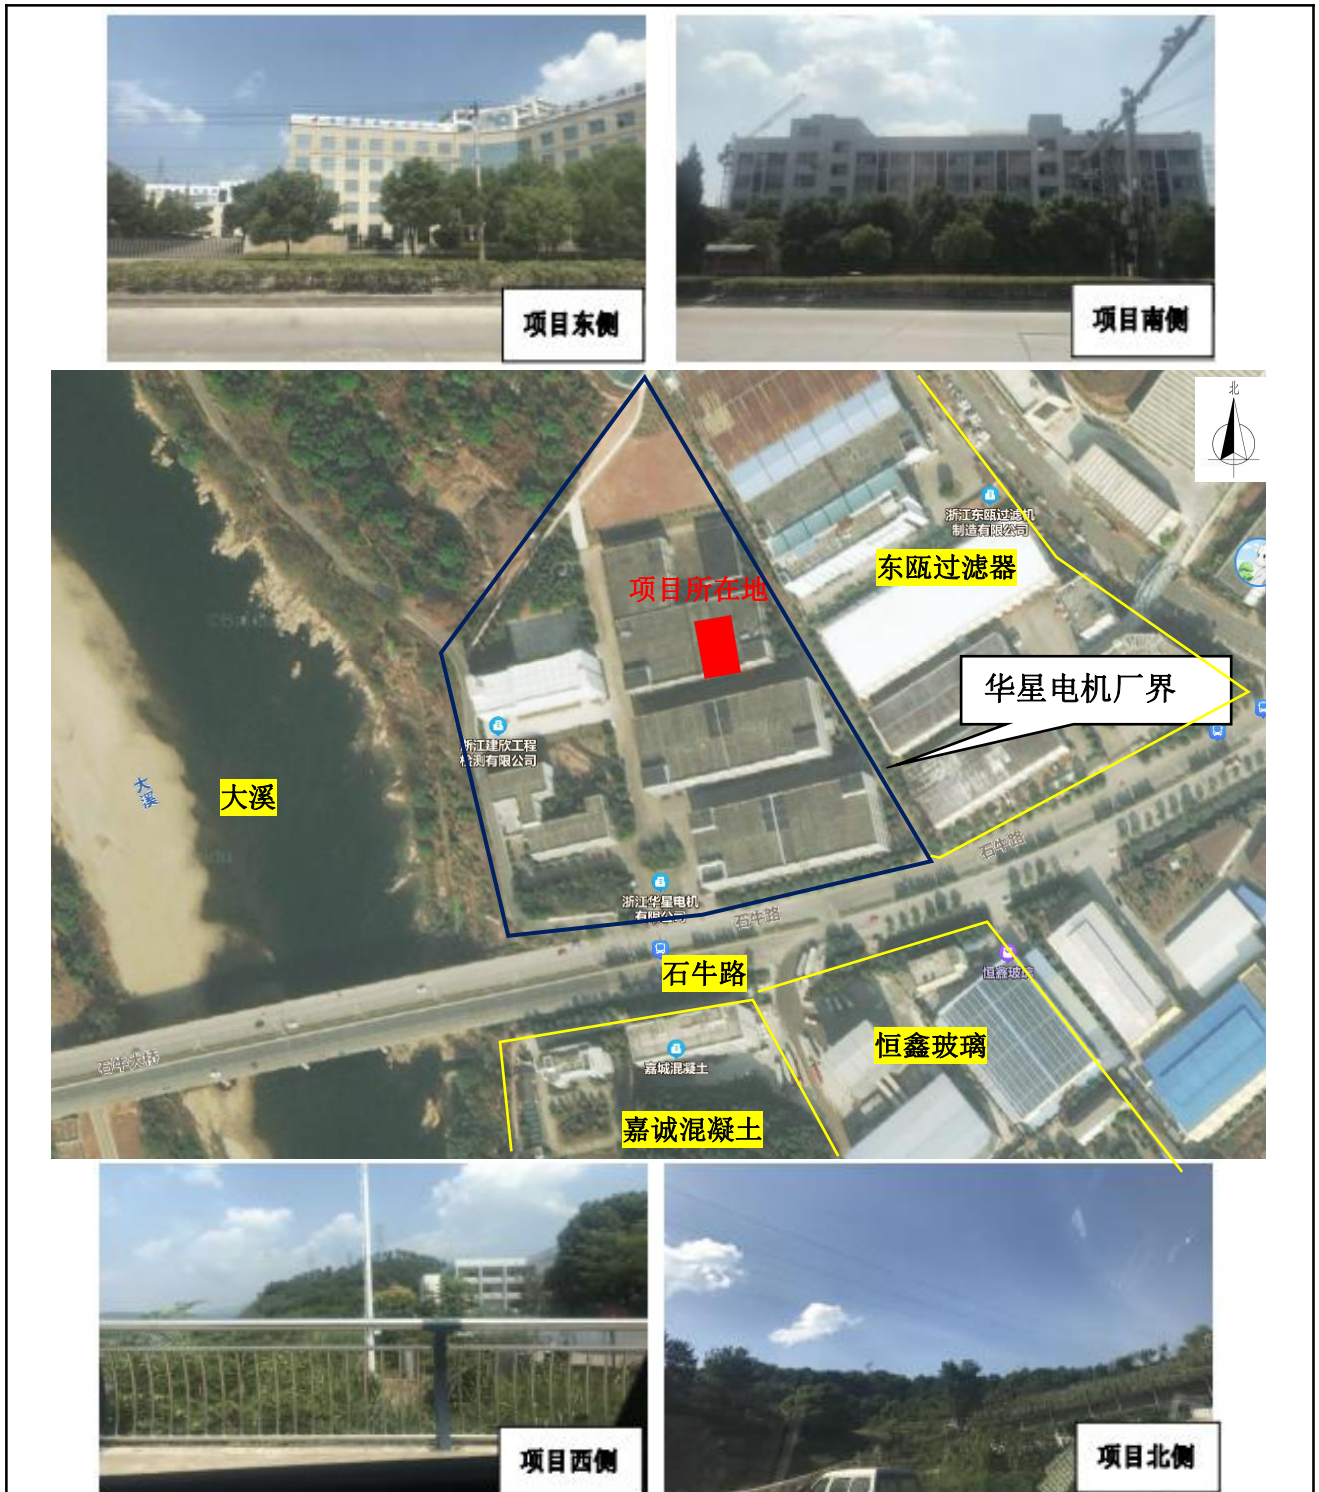 项目东侧
项目南侧
北
浙江东瓯过滤机
制造有限公司
东瓯过滤器
项目所在地
华星电机厂界
浙江建欣工程
检测有限公司
大溪
大溪
石牛路
浙江华星电机
有限公司
石牛路
石牛路
恒鑫玻璃
恒鑫玻璃
石牛大桥
嘉城混凝土
嘉诚混凝土
项目西侧
项目北侧